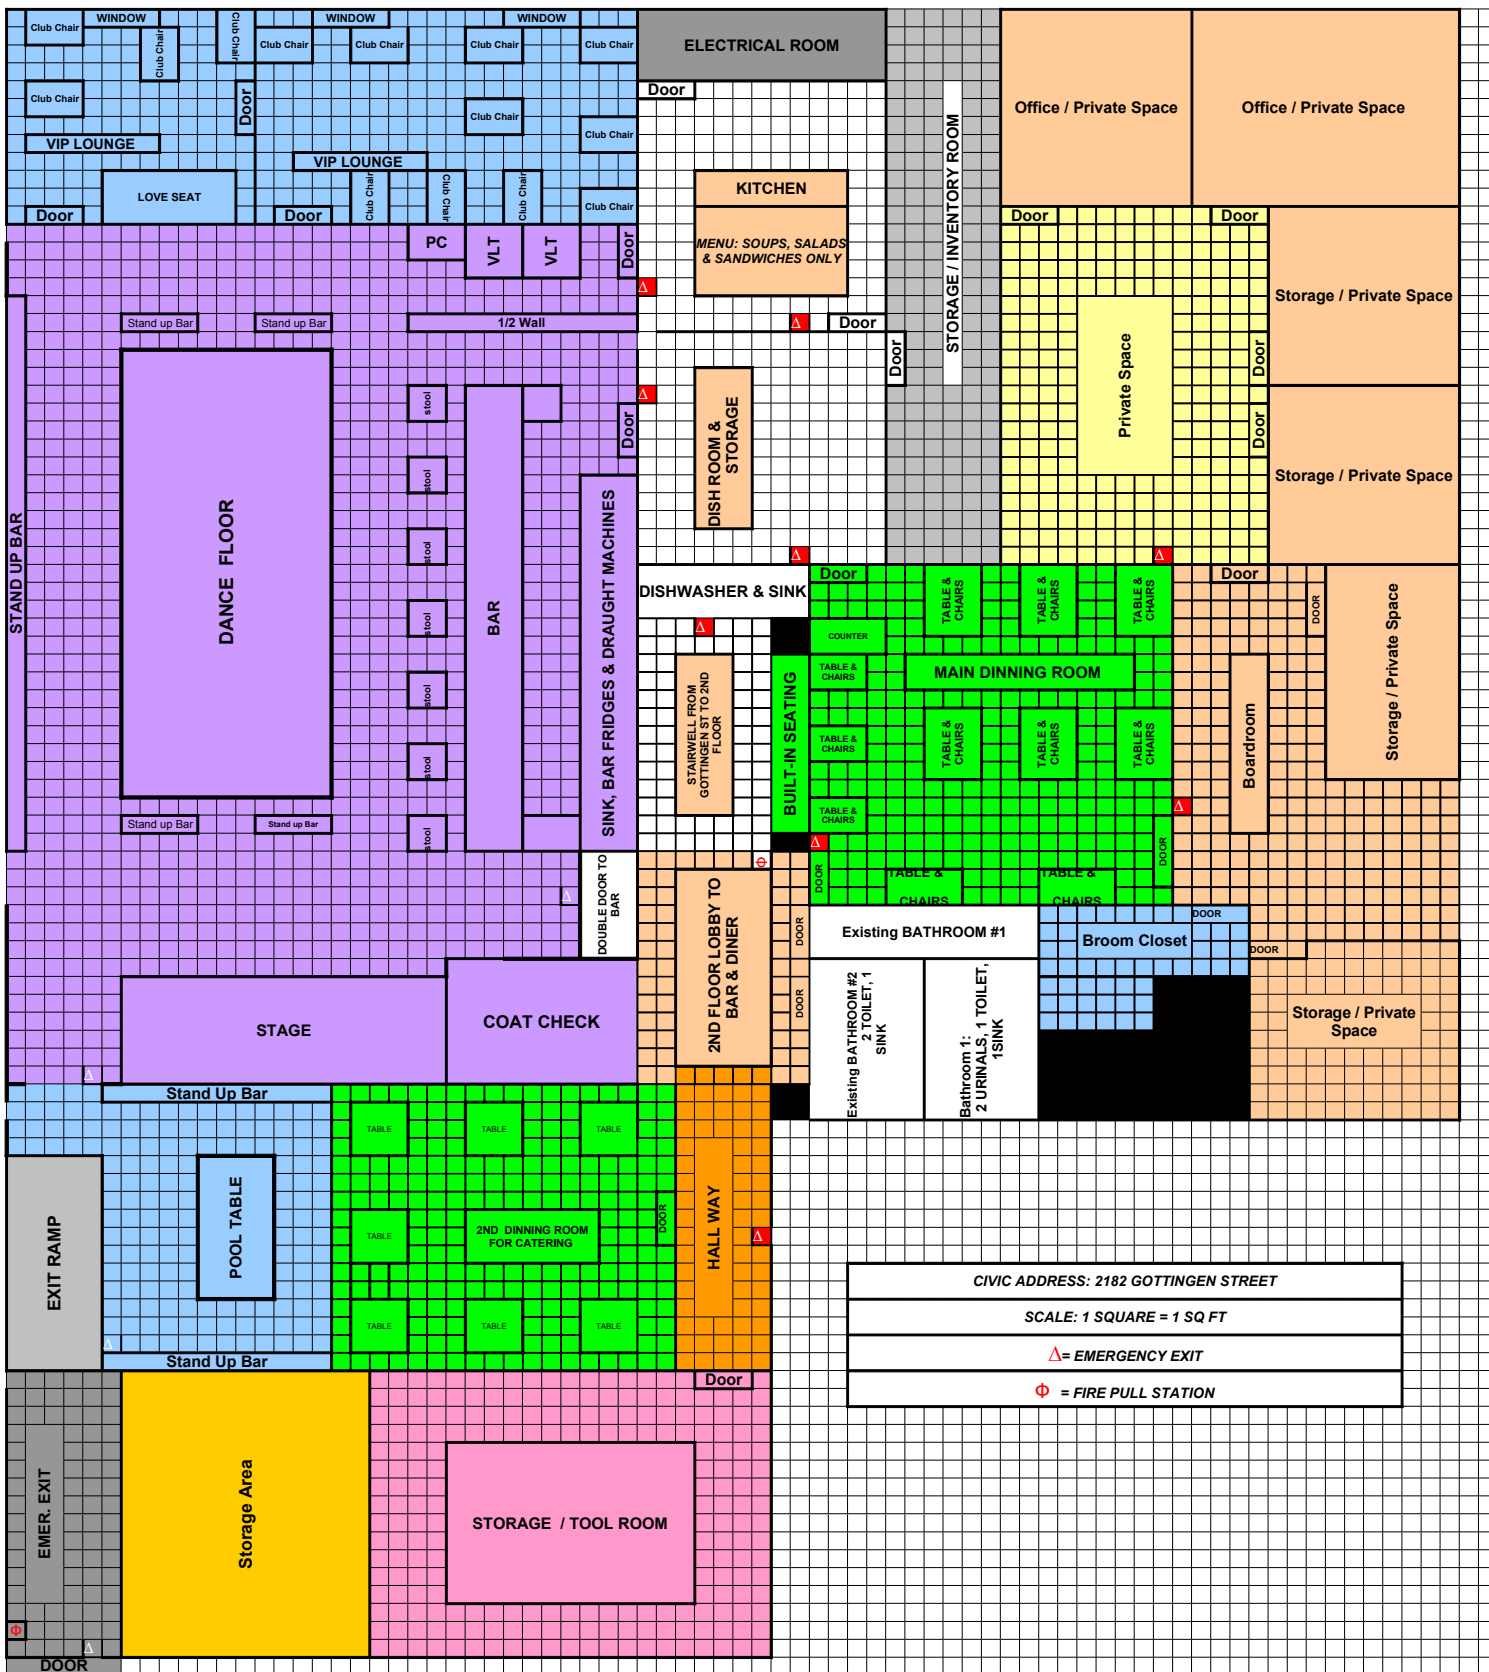 WINDOW
WINDOW
WINDOW
Club Chair
Club Chair
Club Chair
Club Chair
Club Chair
Club Chair
Club Chair
ELECTRICAL ROOM
Door
Club Chair
Door
Club Chair
Club Chair
VIP LOUNGE
VIP LOUNGE
LOVE SEAT
Club Chair
Club Chair
Club Chair
Club Chair
Door
Door
Office / Private Space
Office / Private Space
STORAGE / INVENTORY ROOM
KITCHEN
MENU: SOUPS, SALADS
& SANDWICHES ONLY
Door
Door
PC
VLT
VLT
Door
Δ
Storage / Private Space
Stand up Bar
Stand up Bar
1/2 Wall
Δ
Door
Door
Private Space
Door
STAND UP BAR
DANCE FLOOR
stool
stool
stool
stool
stool
stool
stool
BAR
Door
Δ
DISH ROOM &
STORAGE
Door
Storage / Private Space
SINK, BAR FRIDGES & DRAUGHT MACHINES
Δ
Δ
DISHWASHER & SINK
Door
TABLE &
CHAIRS
TABLE &
CHAIRS
TABLE &
CHAIRS
Door
DOOR
Storage / Private Space
Δ
COUNTER
STAIRWELL FROM
GOTTINGEN ST TO 2ND
FLOOR
BUILT-IN SEATING
TABLE &
CHAIRS
MAIN DINNING ROOM
Boardroom
TABLE &
CHAIRS
TABLE &
CHAIRS
TABLE &
CHAIRS
TABLE &
CHAIRS
TABLE &
CHAIRS
Δ
Stand up Bar
Stand up Bar
Δ
DOOR
Φ
DOOR
TABLE &
CHAIRS
TABLE &
CHAIRS
Δ
DOUBLE DOOR TO
BAR
2ND FLOOR LOBBY TO
BAR & DINER
DOOR
DOOR
Existing BATHROOM #1
DOOR
Broom Closet
DOOR
STAGE
COAT CHECK
Existing BATHROOM #2
2 TOILET, 1
SINK
Bathroom 1:
2 URINALS, 1 TOILET,
1SINK
Storage / Private
Space
Δ
Stand Up Bar
TABLE
TABLE
TABLE
EXIT RAMP
POOL TABLE
TABLE
2ND DINNING ROOM
FOR CATERING
DOOR
HALL WAY
Δ
TABLE
TABLE
TABLE
Δ
Stand Up Bar
CIVIC ADDRESS: 2182 GOTTINGEN STREET
SCALE: 1 SQUARE = 1 SQ FT
Δ= EMERGENCY EXIT
Φ = FIRE PULL STATION
Door
EMER. EXIT
Storage Area
STORAGE / TOOL ROOM
Φ
Δ
DOOR